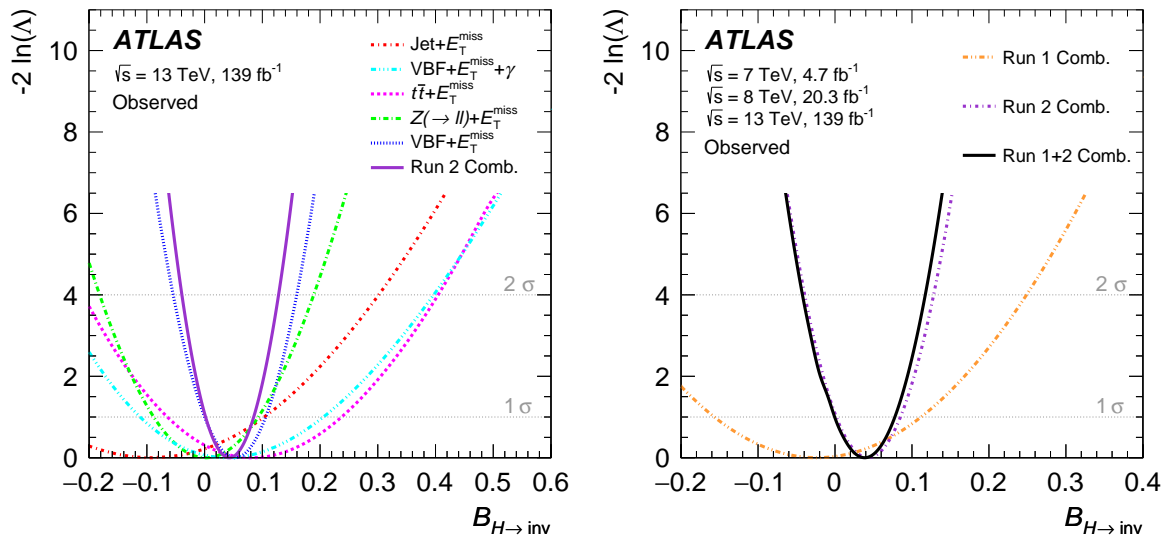 -2 ln(Λ)
10
8
6
4
2
0
ATLAS
√s = 13 TeV, 139 fb⁻¹
Observed
Jet+E_T^miss
VBF+E_T^miss+γ
tt̄+E_T^miss
Z(→ ll)+E_T^miss
VBF+E_T^miss
Run 2 Comb.
2 σ
1 σ
−0.2 −0.1 0 0.1 0.2 0.3 0.4 0.5 0.6
B_H→ inv
-2 ln(Λ)
10
8
6
4
2
0
ATLAS
√s = 7 TeV, 4.7 fb⁻¹
√s = 8 TeV, 20.3 fb⁻¹
√s = 13 TeV, 139 fb⁻¹
Observed
Run 1 Comb.
Run 2 Comb.
Run 1+2 Comb.
2 σ
1 σ
−0.2 −0.1 0 0.1 0.2 0.3 0.4
B_H→ inv